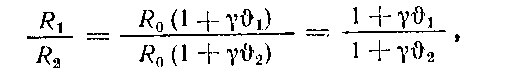 R₁/R₂ = R₀ (1 + γϑ₁)/R₀ (1 + γϑ₂) = 1 + γϑ₁/1 + γϑ₂ ,